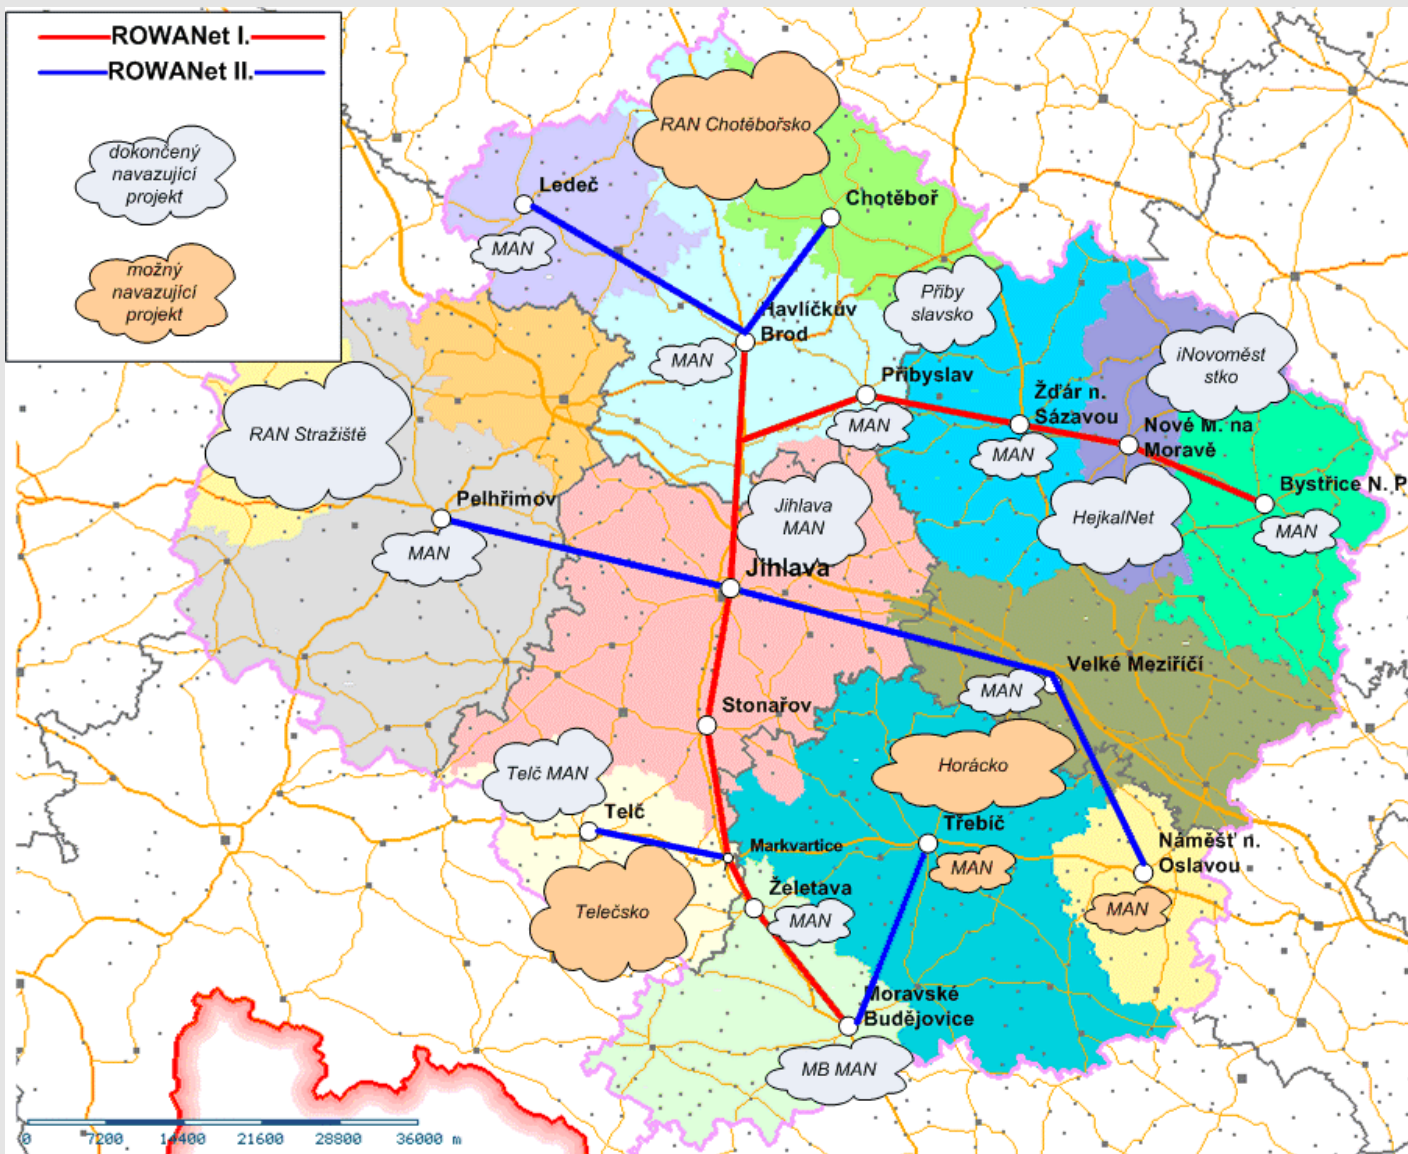 ROWANet I.
ROWANet II.
dokončený
navazující
projekt
možný
navazující
projekt
RAN Chotěbořsko
Ledeč
MAN
Chotěboř
Přiby
slavsko
Havlíčkův
Brod
MAN
iNovoměst
stko
Přibyslav
MAN
Žďár n.
Sázavou
MAN
Nové M. na
Moravě
RAN Stražiště
Bystřice N. P
MAN
Pelhřimov
MAN
Jihlava
MAN
HejkalNet
Jihlava
Velké Meziříčí
MAN
Stonařov
Telč MAN
Horácko
Telč
Třebíč
MAN
Markvartice
Náměšť n.
Oslavou
MAN
Želetava
MAN
Telečsko
Moravské
Budějovice
MB MAN
0 7200 14400 21600 28800 36000 m